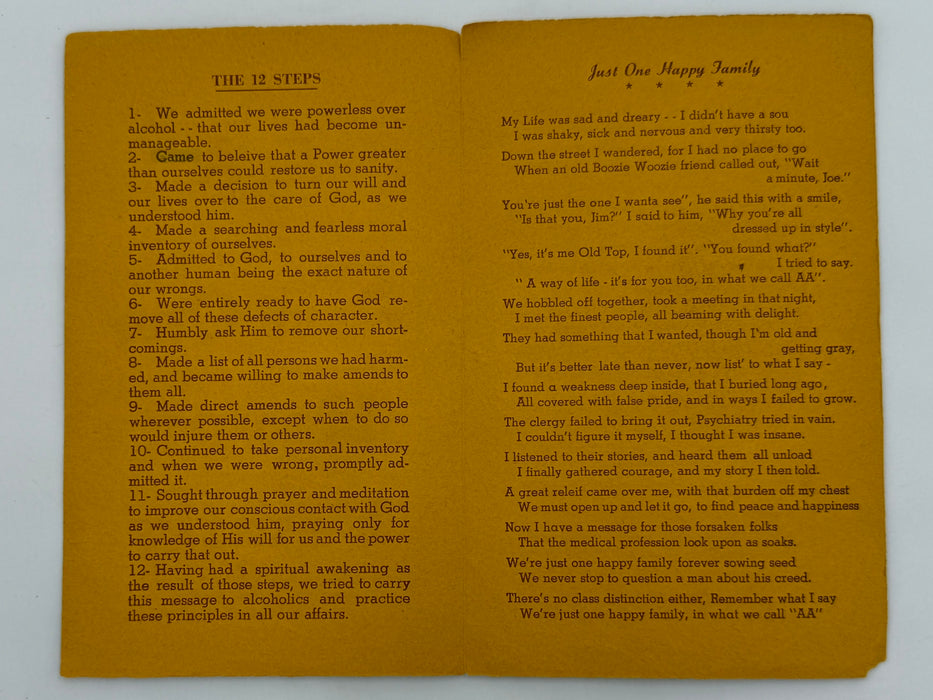 THE 12 STEPS
1- We admitted we were powerless over
alcohol -- that our lives had become un-
manageable.
2- Came to beleive that a Power greater
than ourselves could restore us to sanity.
3- Made a decision to turn our will and
our lives over to the care of God, as we
understood him.
4- Made a searching and fearless moral
inventory of ourselves.
5- Admitted to God, to ourselves and to
another human being the exact nature of
our wrongs.
6- Were entirely ready to have God re-
move all of these defects of character.
7- Humbly ask Him to remove our short-
comings.
8- Made a list of all persons we had harm-
ed, and became willing to make amends to
them all.
9- Made direct amends to such people
wherever possible, except when to do so
would injure them or others.
10- Continued to take personal inventory
and when we were wrong, promptly ad-
mitted it.
11- Sought through prayer and meditation
to improve our conscious contact with God
as we understood him, praying only for
knowledge of His will for us and the power
to carry that out.
12- Having had a spiritual awakening as
the result of those steps, we tried to carry
this message to alcoholics and practice
these principles in all our affairs.
Just One Happy Family
* * * *
My Life was sad and dreary -- I didn't have a sou
I was shaky, sick and nervous and very thirsty too.
Down the street I wandered, for I had no place to go
When an old Boozie Woozie friend called out, "Wait
a minute, Joe."
You're just the one I wanta see", he said this with a smile,
"Is that you, Jim?" I said to him, "Why you're all
dressed up in style".
"Yes, it's me Old Top, I found it". "You found what?"
I tried to say.
" A way of life - it's for you too, in what we call AA".
We hobbled off together, took a meeting in that night,
I met the finest people, all beaming with delight.
They had something that I wanted, though I'm old and
getting gray,
But it's better late than never, now list' to what I say -
I found a weakness deep inside, that I buried long ago,
All covered with false pride, and in ways I failed to grow.
The clergy failed to bring it out, Psychiatry tried in vain.
I couldn't figure it myself, I thought I was insane.
I listened to their stories, and heard them all unload
I finally gathered courage, and my story I then told.
A great releif came over me, with that burden off my chest
We must open up and let it go, to find peace and happiness
Now I have a message for those forsaken folks
That the medical profession look upon as soaks.
We're just one happy family forever sowing seed
We never stop to question a man about his creed.
There's no class distinction either, Remember what I say
We're just one happy family, in what we call "AA"